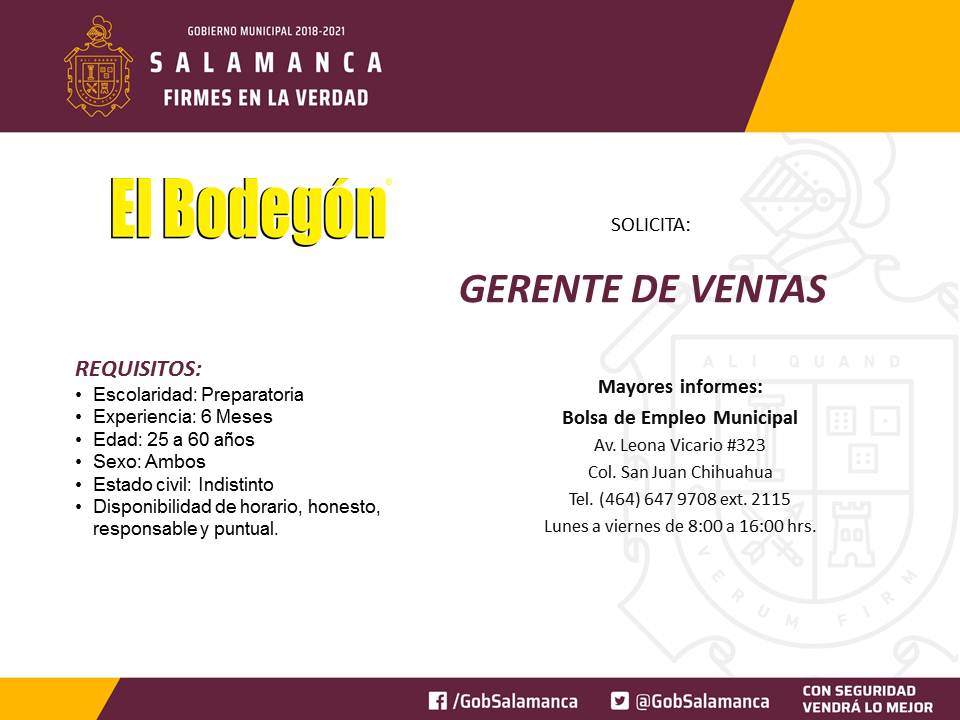 GOBIERNO MUNICIPAL 2018-2021
SALAMANCA
FIRMES EN LA VERDAD
El Bodegón
SOLICITA:
GERENTE DE VENTAS
REQUISITOS:
• Escolaridad: Preparatoria
• Experiencia: 6 Meses
• Edad: 25 a 60 años
• Sexo: Ambos
• Estado civil: Indistinto
• Disponibilidad de horario, honesto,
responsable y puntual.
Mayores informes:
Bolsa de Empleo Municipal
Av. Leona Vicario #323
Col. San Juan Chihuahua
Tel. (464) 647 9708 ext. 2115
Lunes a viernes de 8:00 a 16:00 hrs.
ALI QUAND
VERUM FIRM
/GobSalamanca
@GobSalamanca
CON SEGURIDAD
VENDRÁ LO MEJOR